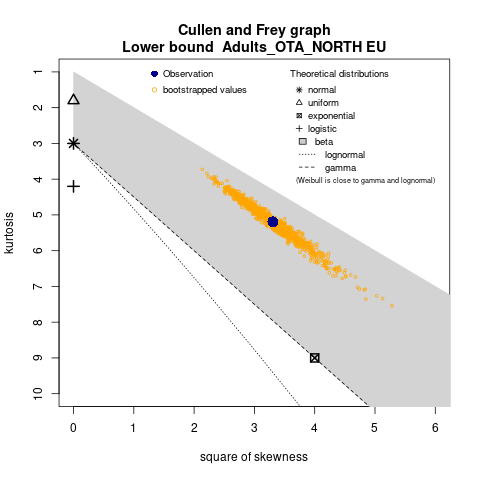 Cullen and Frey graph
Lower bound  Adults_OTA_NORTH EU
Observation
bootstrapped values
Theoretical distributions
normal
uniform
exponential
logistic
beta
lognormal
gamma
(Weibull is close to gamma and lognormal)
kurtosis
1
2
3
4
5
6
7
8
9
10
0
1
2
3
4
5
6
square of skewness